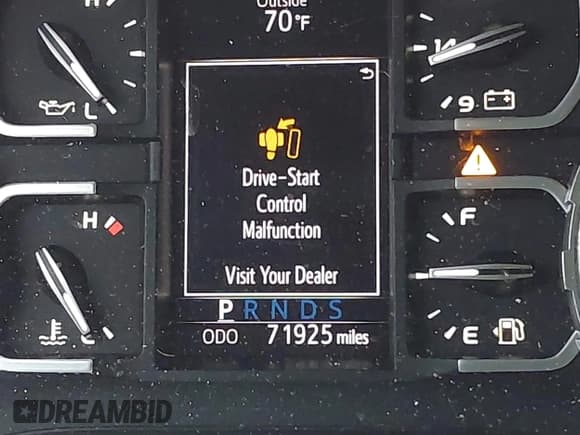 Outside
70°F
H
L
14
9
Drive-Start
Control
Malfunction
Visit Your Dealer
H
C
F
E
P R N D S
ODO 71925 miles
DREAMBID